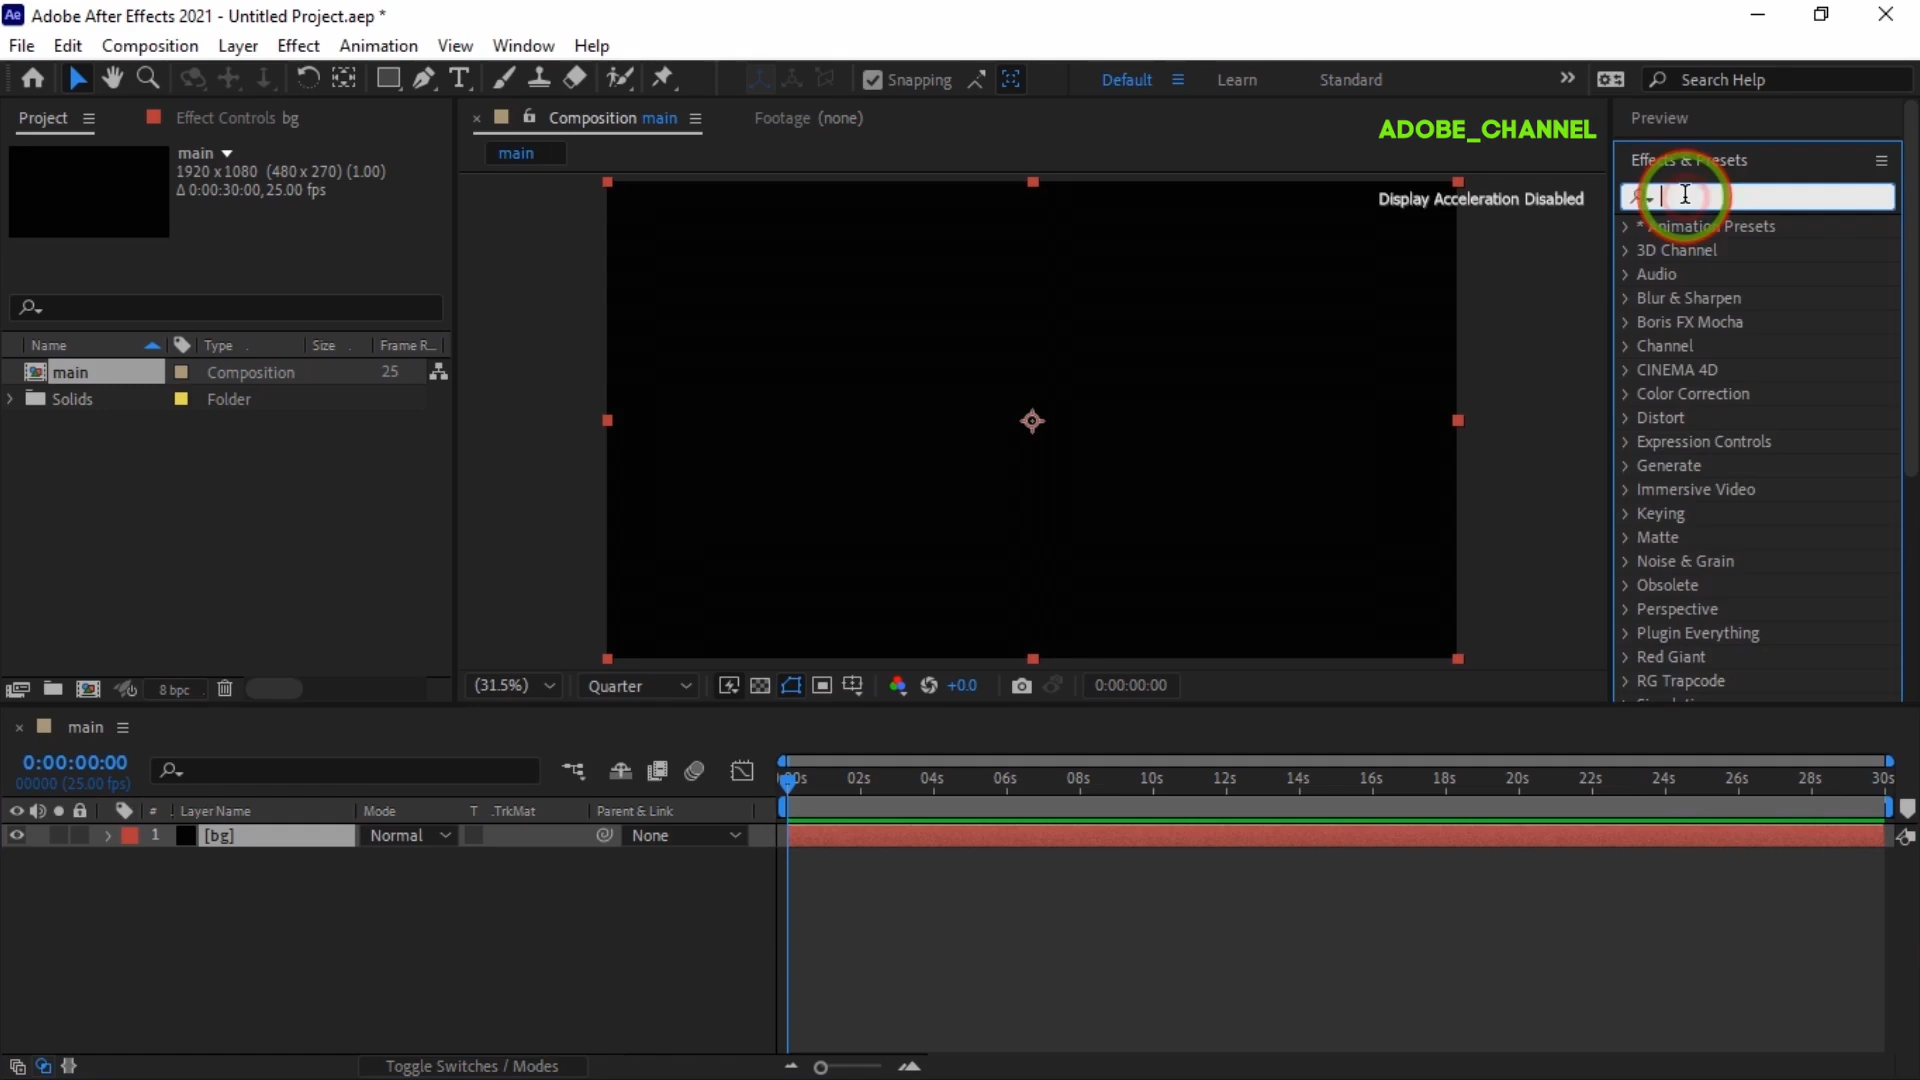 Ae Adobe After Effects 2021 - Untitled Project.aep *
File Edit Composition Layer Effect Animation View Window Help
Snapping Default Learn Standard Search Help
Project Effect Controls bg
main
1920 x 1080 (480 x 270) (1.00)
Δ 0:00:30:00, 25.00 fps
Name Type Size Frame R...
main Composition 25
Solids Folder
8 bpc
Composition main Footage (none)
main
ADOBE_CHANNEL
Display Acceleration Disabled
(31.5%) Quarter +0.0 0:00:00:00
Preview
Effects & Presets
* Animation Presets
3D Channel
Audio
Blur & Sharpen
Boris FX Mocha
Channel
CINEMA 4D
Color Correction
Distort
Expression Controls
Generate
Immersive Video
Keying
Matte
Noise & Grain
Obsolete
Perspective
Plugin Everything
Red Giant
RG Trapcode
main
0:00:00:00
00000 (25.00 fps)
02s 04s 06s 08s 10s 12s 14s 16s 18s 20s 22s 24s 26s 28s 30s
# Layer Name Mode T .TrkMat Parent & Link
1 [bg] Normal None
Toggle Switches / Modes